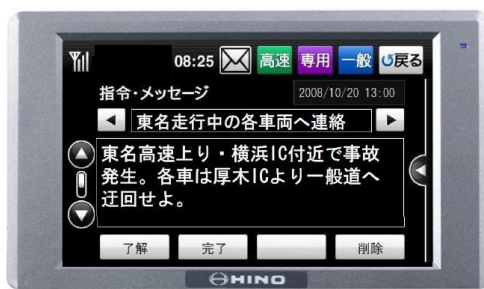 08:25 高速 専用 一般 戻る
指令・メッセージ 2008/10/20 13:00
東名走行中の各車両へ連絡
東名高速上り・横浜IC付近で事故
発生。各車は厚木ICより一般道へ
迂回せよ。
了解 完了 削除
HINO